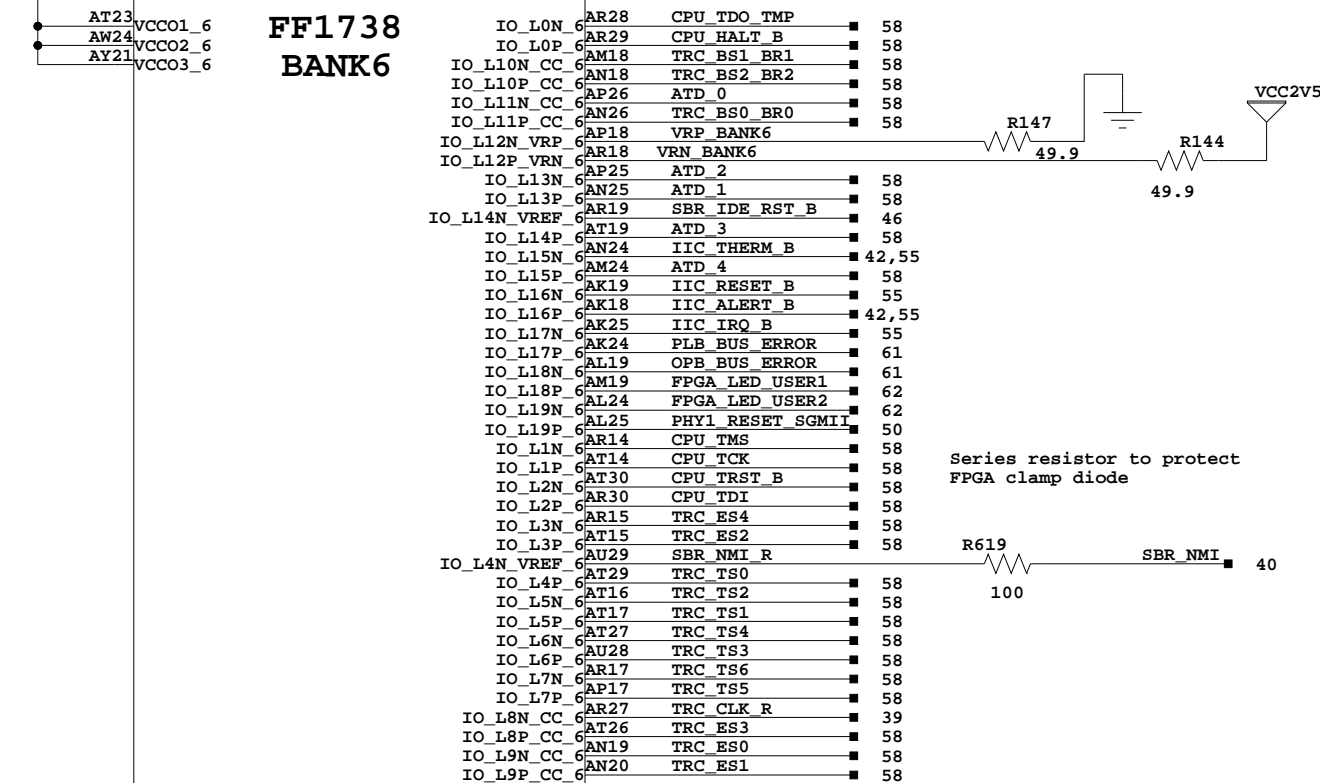 AT23 VCCO1_6
AW24 VCCO2_6
AY21 VCCO3_6
FF1738
BANK6
IO_L0N_6 AR28 CPU_TDO_TMP 58
IO_L0P_6 AR29 CPU_HALT_B 58
IO_L10N_CC_6 AM18 TRC_BS1_BR1 58
IO_L10P_CC_6 AN18 TRC_BS2_BR2 58
IO_L11N_CC_6 AP26 ATD_0 58
IO_L11P_CC_6 AN26 TRC_BS0_BR0 58
IO_L12N_VRP_6 AP18 VRP_BANK6 R147 49.9
IO_L12P_VRN_6 AR18 VRN_BANK6 R144 49.9 VCC2V5
IO_L13N_6 AP25 ATD_2 58
IO_L13P_6 AN25 ATD_1 58
IO_L14N_VREF_6 AR19 SBR_IDE_RST_B 46
IO_L14P_6 AT19 ATD_3 58
IO_L15N_6 AN24 IIC_THERM_B 42,55
IO_L15P_6 AM24 ATD_4 58
IO_L16N_6 AK19 IIC_RESET_B 55
IO_L16P_6 AK18 IIC_ALERT_B 42,55
IO_L17N_6 AK25 IIC_IRQ_B 55
IO_L17P_6 AK24 PLB_BUS_ERROR 61
IO_L18N_6 AL19 OPB_BUS_ERROR 61
IO_L18P_6 AM19 FPGA_LED_USER1 62
IO_L19N_6 AL24 FPGA_LED_USER2 62
IO_L19P_6 AL25 PHY1_RESET_SGMII 50
IO_L1N_6 AR14 CPU_TMS 58
IO_L1P_6 AT14 CPU_TCK 58
IO_L2N_6 AT30 CPU_TRST_B 58
IO_L2P_6 AR30 CPU_TDI 58
IO_L3N_6 AR15 TRC_ES4 58
IO_L3P_6 AT15 TRC_ES2 58
Series resistor to protect
FPGA clamp diode
IO_L4N_VREF_6 AU29 SBR_NMI_R R619 100 SBR_NMI 40
IO_L4P_6 AT29 TRC_TS0 58
IO_L5N_6 AT16 TRC_TS2 58
IO_L5P_6 AT17 TRC_TS1 58
IO_L6N_6 AT27 TRC_TS4 58
IO_L6P_6 AU28 TRC_TS3 58
IO_L7N_6 AR17 TRC_TS6 58
IO_L7P_6 AP17 TRC_TS5 58
IO_L8N_CC_6 AR27 TRC_CLK_R 39
IO_L8P_CC_6 AT26 TRC_ES3 58
IO_L9N_CC_6 AN19 TRC_ES0 58
IO_L9P_CC_6 AN20 TRC_ES1 58